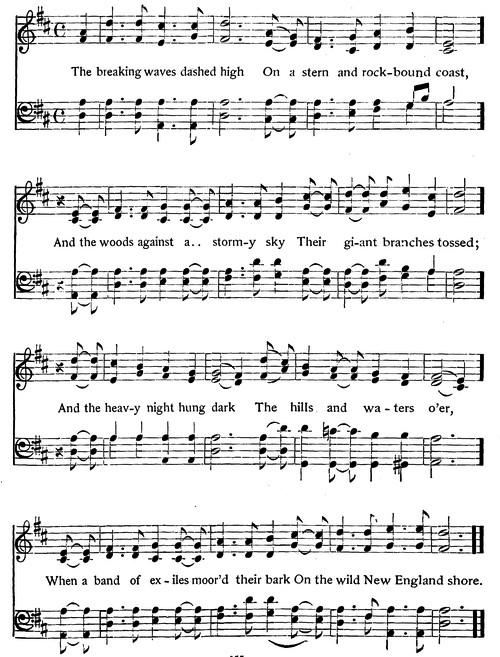 The breaking waves dashed high On a stern and rock-bound coast,
And the woods against a.. storm-y sky Their gi-ant branches tossed;
And the heav-y night hung dark The hills and wa-ters o'er,
When a band of ex-iles moor'd their bark On the wild New England shore.